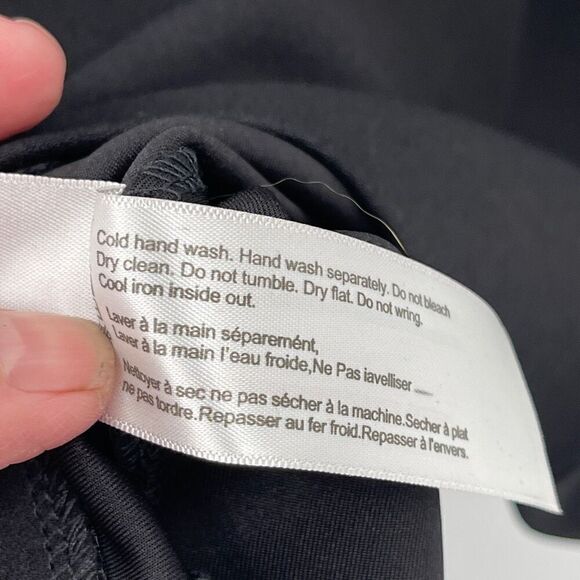 Cold hand wash. Hand wash separately. Do not bleach
Dry clean. Do not tumble. Dry flat. Do not wring.
Cool iron inside out.
Laver à la main séparemént,
Laver à la main l'eau froide,Ne Pas iavelliser
Nettoyer à sec ne pas sécher à la machine.Secher à plat
ne pas tordre.Repasser au fer froid.Repasser à l'envers.